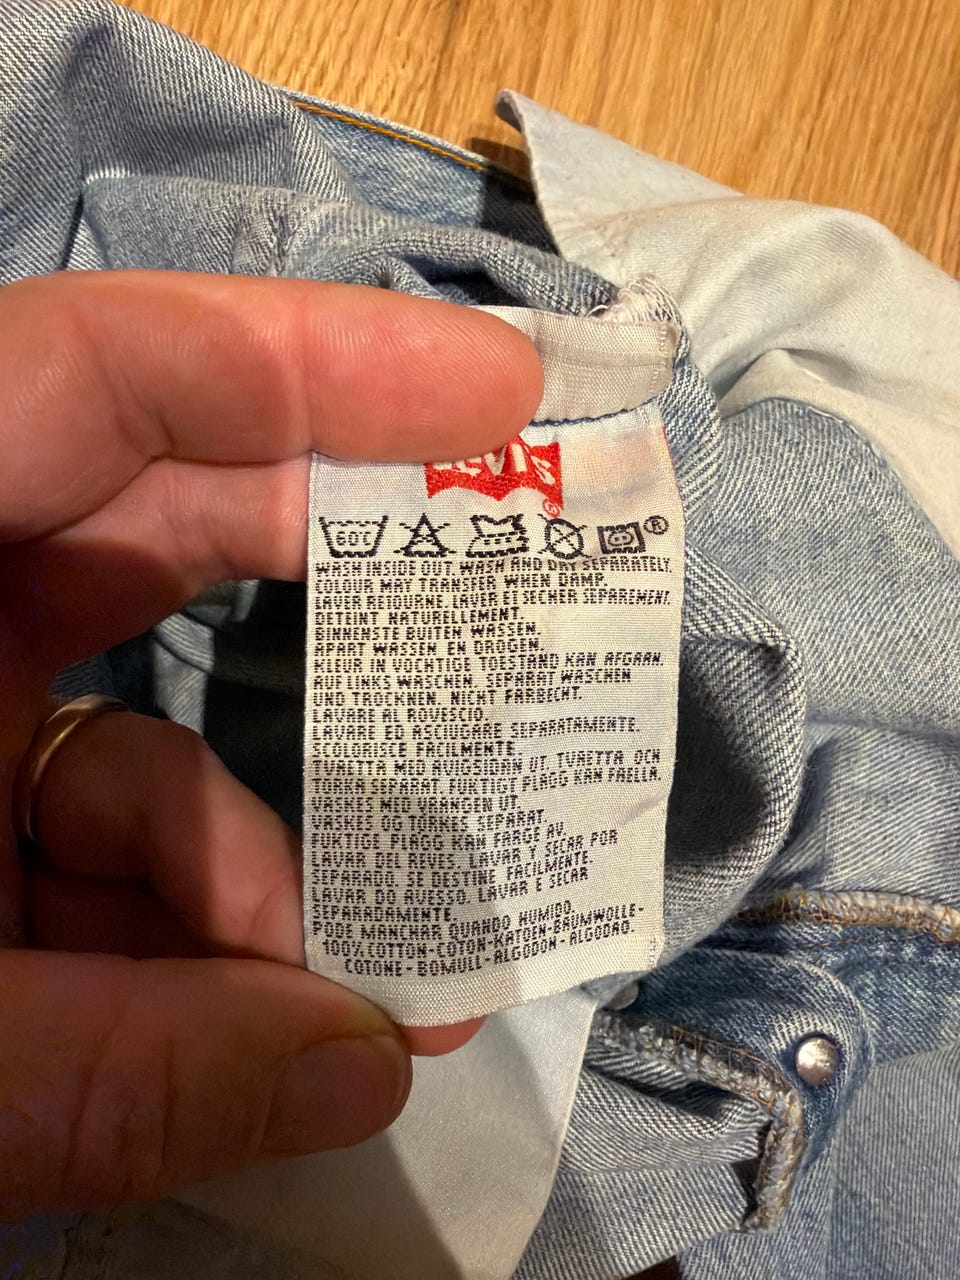 LEVI'S ®
60C ®
WASH INSIDE OUT. WASH AND DRY SEPARATELY.
COLOUR MAY TRANSFER WHEN DAMP.
LAVER RETOURNE. LAVER ET SECHER SEPAREMENT.
DETEINT NATURELLEMENT.
BINNENSTE BUITEN WASSEN.
APART WASSEN EN DROGEN.
KLEUR IN VOCHTIGE TOESTAND KAN AFGAAN.
AUF LINKS WASCHEN. SEPARAT WASCHEN
UND TROCKNEN. NICHT FARBECHT.
LAVARE AL ROVESCIO.
LAVARE ED ASCIUGARE SEPARATAMENTE.
SCOLORISCE FACILMENTE.
TVAETTA MED AVIGSIDAN UT. TVAETTA OCH
TORKA SEPARAT. FUKTIGT PLAGG KAN FAELLA.
VASKES MED VRANGEN UT.
VASKES OG TORKES SEPARAT.
FUKTIGE PLAGG KAN FARGE AV.
LAVAR DEL REVES. LAVAR Y SECAR POR
SEPARADO. SE DESTINE FACILMENTE.
LAVAR DO AVESSO. LAVAR E SECAR
SEPARADAMENTE.
PODE MANCHAR QUANDO HUMIDO.
100% COTTON-COTON-KATOEN-BAUMWOLLE-
COTONE-BOMULL-ALGODON-ALGODAO.